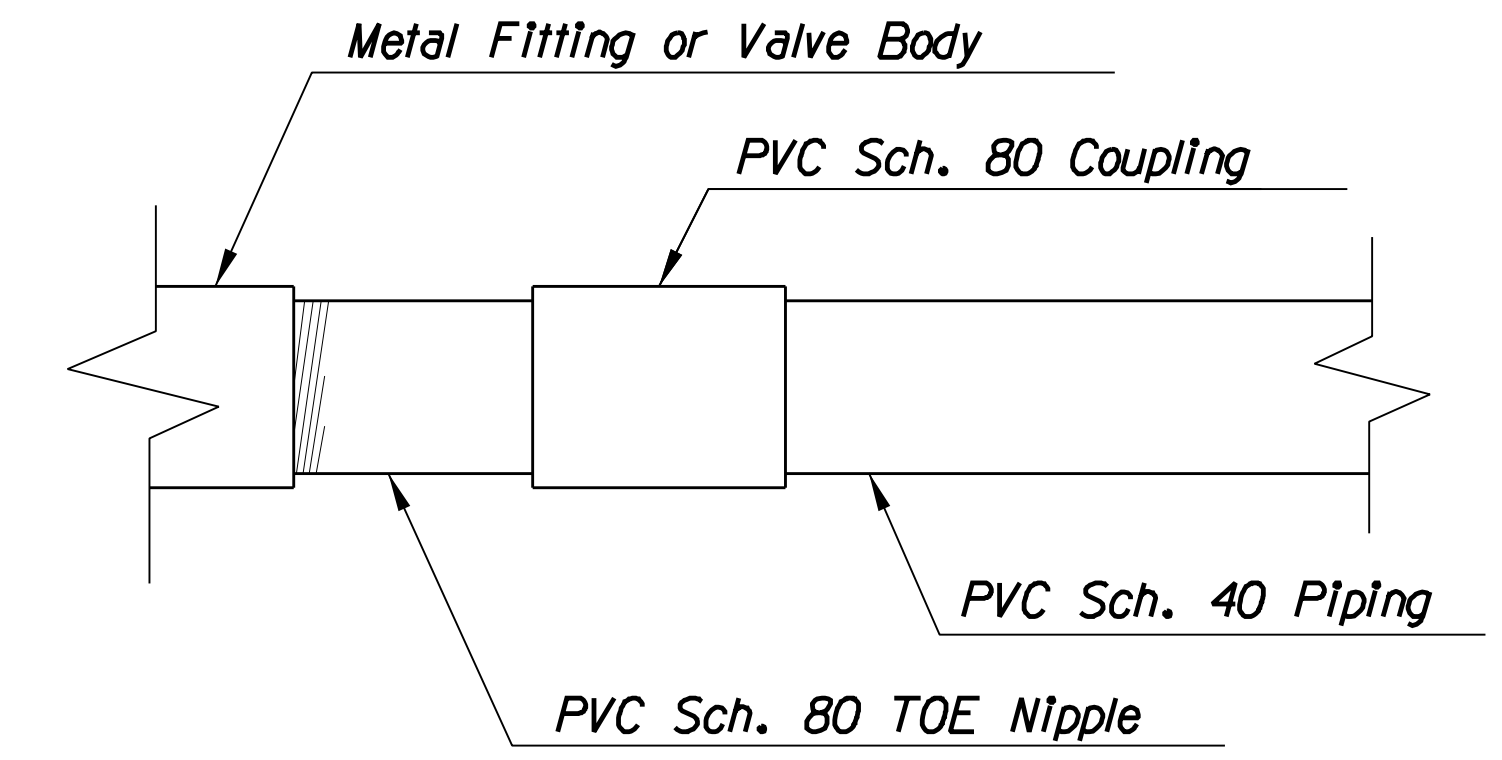 Metal Fitting or Valve Body
PVC Sch. 80 Coupling
PVC Sch. 40 Piping
PVC Sch. 80 TOE Nipple